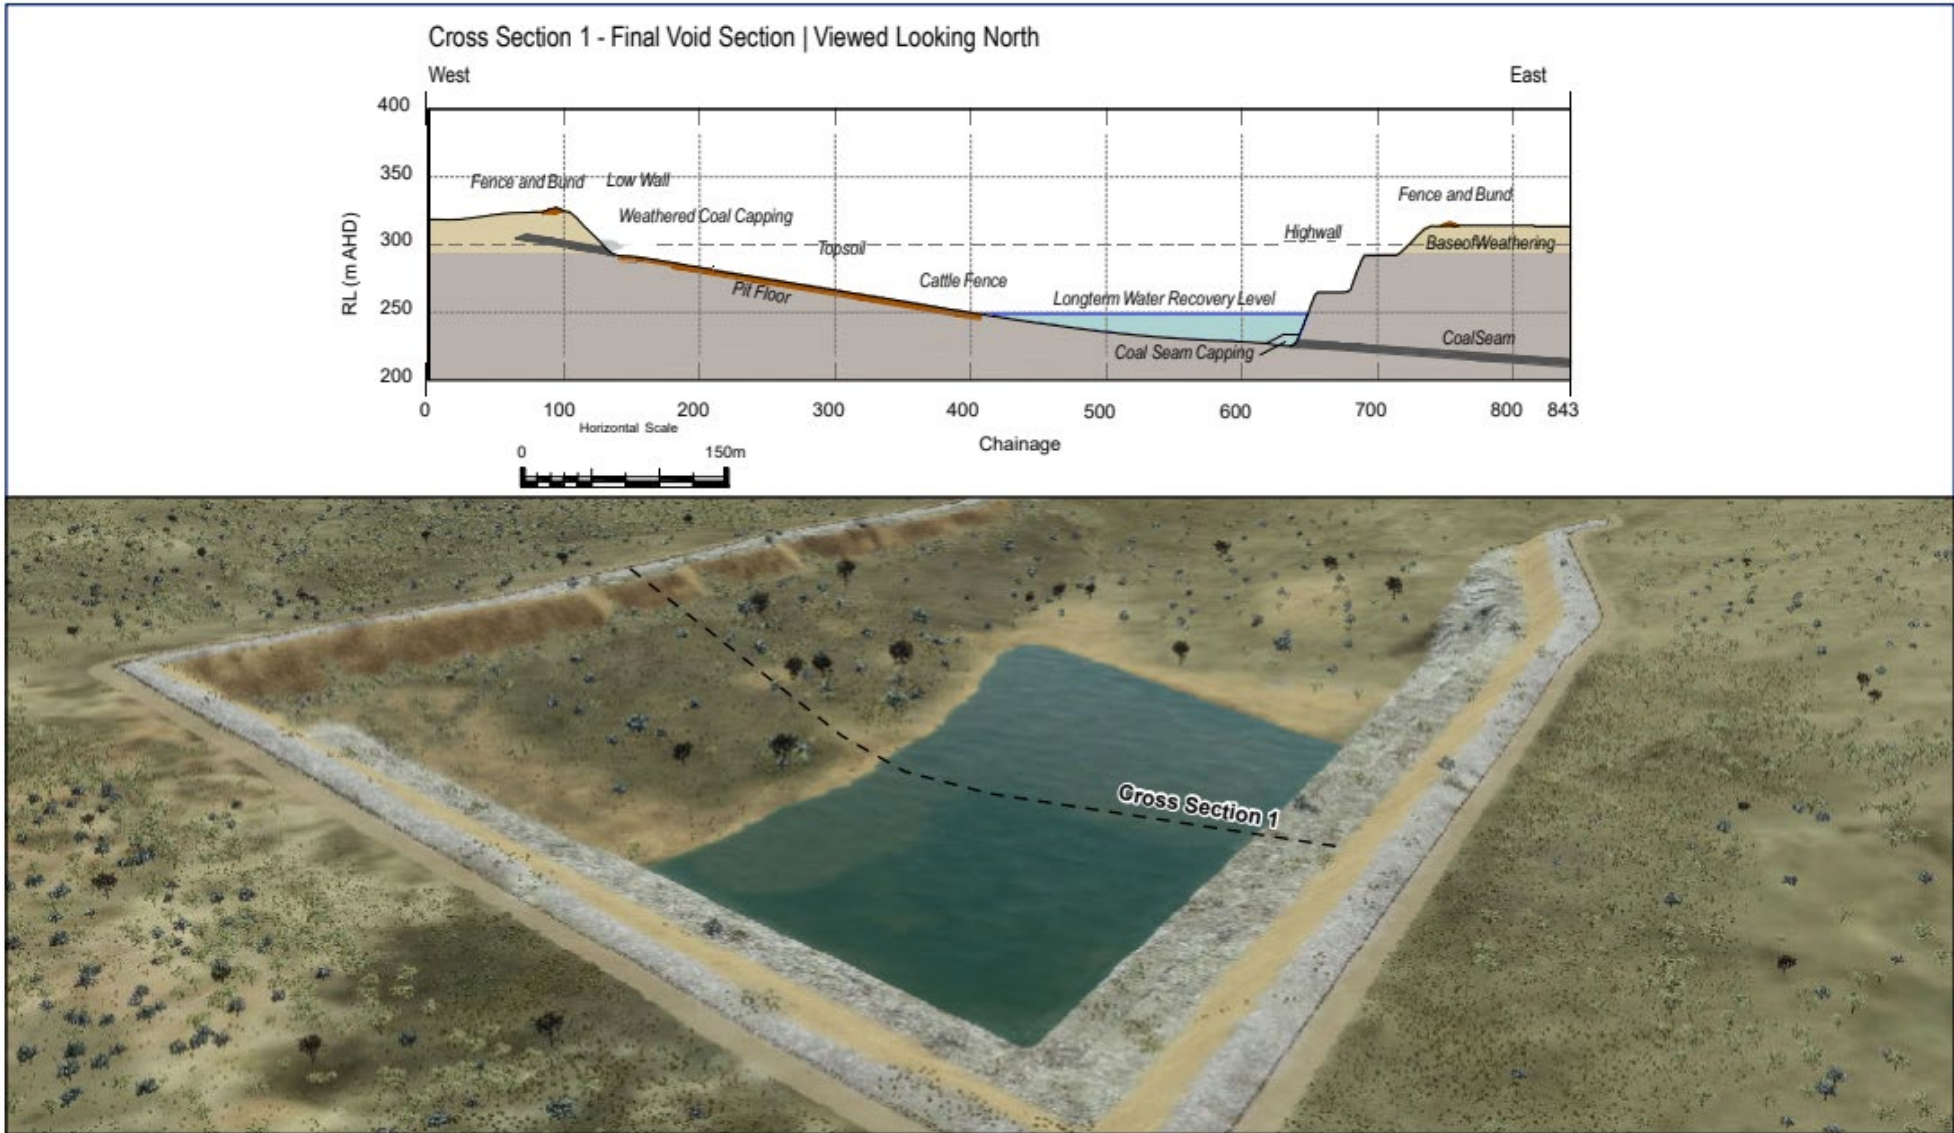 Cross Section 1 - Final Void Section | Viewed Looking North
West
East
400
350
300
250
200
RL (m AHD)
Fence and Bund
Low Wall
Weathered Coal Capping
Topsoil
Pit Floor
Cattle Fence
Longterm Water Recovery Level
Coal Seam Capping
Highwall
Fence and Bund
BaseofWeathering
CoalSeam
0 100 200 300 400 500 600 700 800 843
Horizontal Scale
Chainage
0 150m
Cross Section 1